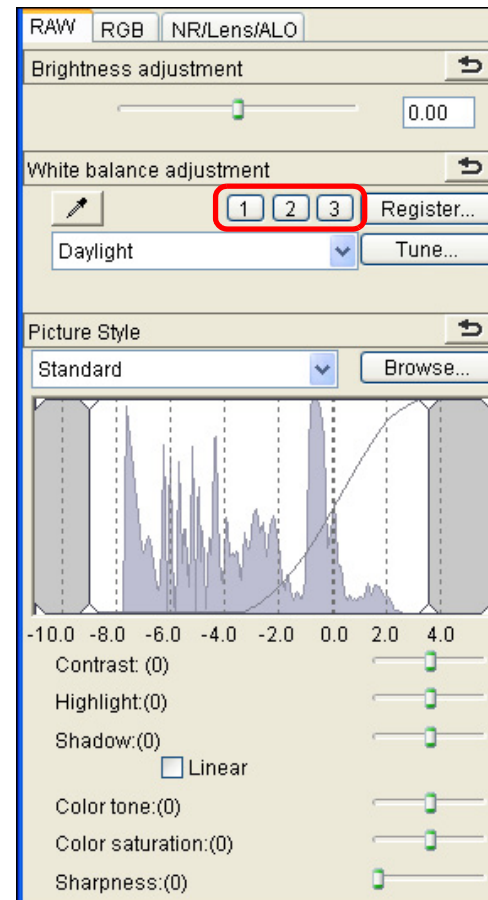 RAW RGB NR/Lens/ALO
Brightness adjustment
0.00
White balance adjustment
1 2 3 Register...
Daylight Tune...
Picture Style
Standard Browse...
-10.0 -8.0 -6.0 -4.0 -2.0 0.0 2.0 4.0
Contrast: (0)
Highlight:(0)
Shadow:(0)
Linear
Color tone:(0)
Color saturation:(0)
Sharpness:(0)